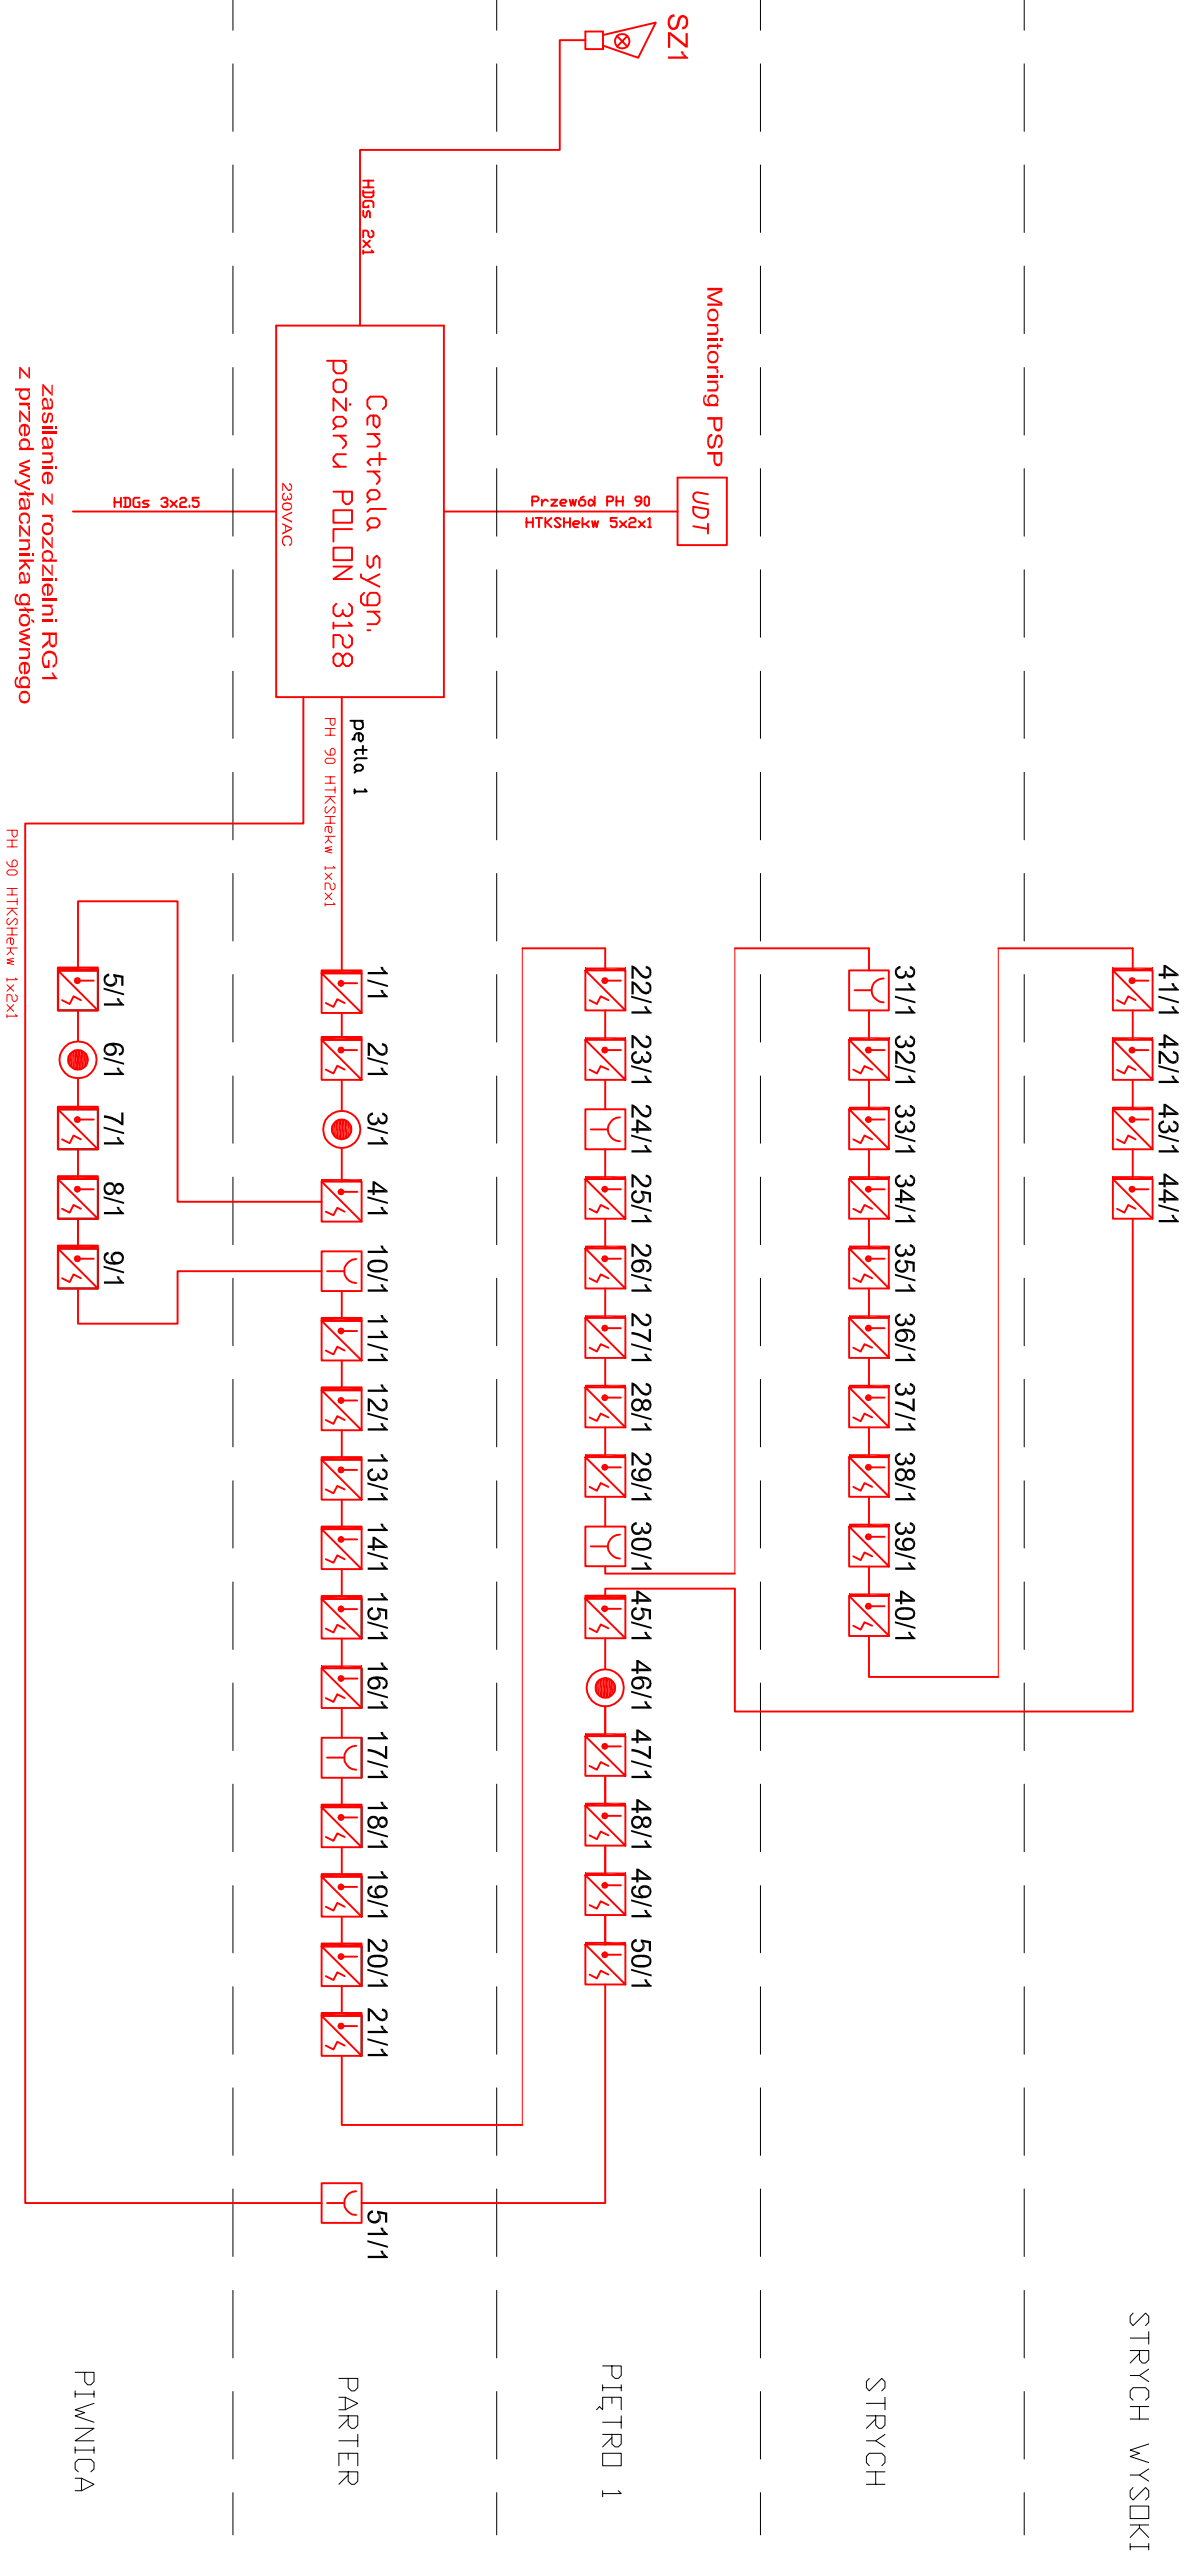 STRYCH WYSOKI
41/1 42/1 43/1 44/1
STRYCH
31/1 32/1 33/1 34/1 35/1 36/1 37/1 38/1 39/1 40/1
PIĘTRO 1
SZ1
Monitoring PSP
UDT
Przewód PH 90
HTKSHekw 5x2x1
22/1 23/1 24/1 25/1 26/1 27/1 28/1 29/1 30/1 45/1 46/1 47/1 48/1 49/1 50/1
PARTER
HDGs 2x1
Centrala sygn.
pożaru POLON 3128
230VAC
pętla 1
PH 90 HTKSHekw 1x2x1
1/1 2/1 3/1 4/1 10/1 11/1 12/1 13/1 14/1 15/1 16/1 17/1 18/1 19/1 20/1 21/1 51/1
PIWNICA
HDGs 3x2.5
zasilanie z rozdzielni RG1
z przed wyłacznika głównego
5/1 6/1 7/1 8/1 9/1
PH 90 HTKSHekw 1x2x1